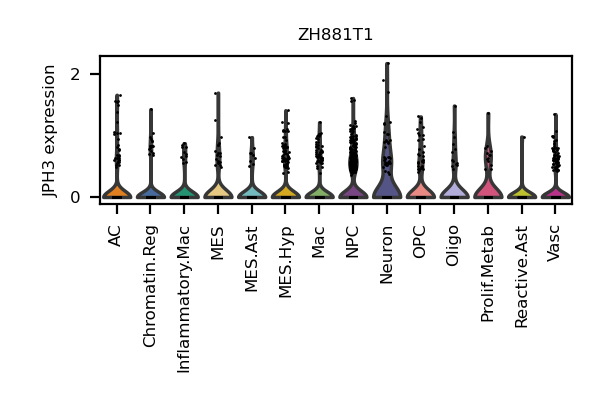 ZH881T1
JPH3 expression
2
0
AC
Chromatin.Reg
Inflammatory.Mac
MES
MES.Ast
MES.Hyp
Mac
NPC
Neuron
OPC
Oligo
Prolif.Metab
Reactive.Ast
Vasc